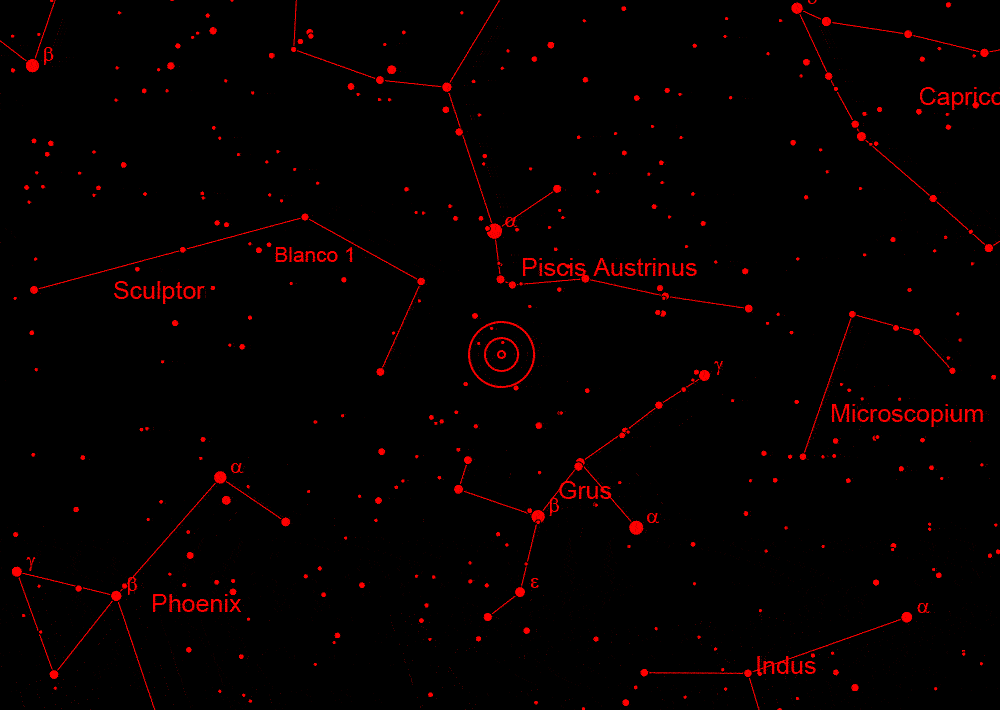 β
Caprico
α
Blanco 1
Piscis Austrinus
Sculptor
γ
Microscopium
α
Grus
β
α
γ
β
ε
Phoenix
α
Indus